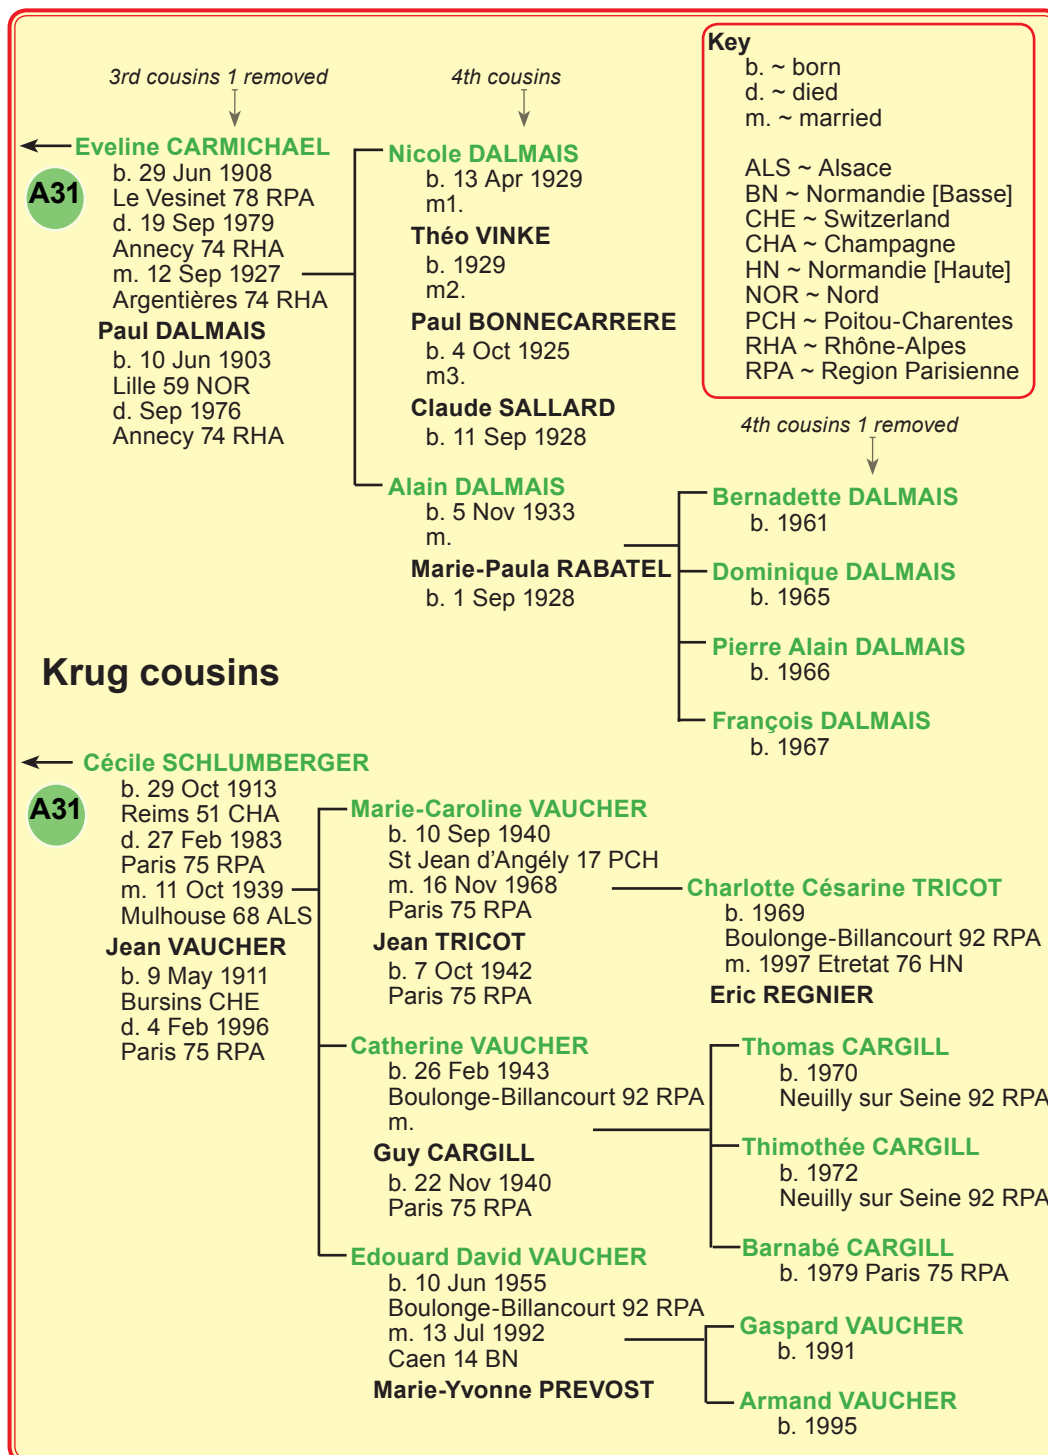 3rd cousins 1 removed
Eveline CARMICHAEL
A31
b. 29 Jun 1908
Le Vesinet 78 RPA
d. 19 Sep 1979
Annecy 74 RHA
m. 12 Sep 1927
Argentières 74 RHA
Paul DALMAIS
b. 10 Jun 1903
Lille 59 NOR
d. Sep 1976
Annecy 74 RHA
4th cousins
Nicole DALMAIS
b. 13 Apr 1929
m1.
Théo VINKE
b. 1929
m2.
Paul BONNECARRERE
b. 4 Oct 1925
m3.
Claude SALLARD
b. 11 Sep 1928
Alain DALMAIS
b. 5 Nov 1933
m.
Marie-Paula RABATEL
b. 1 Sep 1928
Key
b. ~ born
d. ~ died
m. ~ married
ALS ~ Alsace
BN ~ Normandie [Basse]
CHE ~ Switzerland
CHA ~ Champagne
HN ~ Normandie [Haute]
NOR ~ Nord
PCH ~ Poitou-Charentes
RHA ~ Rhône-Alpes
RPA ~ Region Parisienne
4th cousins 1 removed
Bernadette DALMAIS
b. 1961
Dominique DALMAIS
b. 1965
Pierre Alain DALMAIS
b. 1966
François DALMAIS
b. 1967
Krug cousins
Cécile SCHLUMBERGER
A31
b. 29 Oct 1913
Reims 51 CHA
d. 27 Feb 1983
Paris 75 RPA
m. 11 Oct 1939
Mulhouse 68 ALS
Jean VAUCHER
b. 9 May 1911
Bursins CHE
d. 4 Feb 1996
Paris 75 RPA
Marie-Caroline VAUCHER
b. 10 Sep 1940
St Jean d'Angély 17 PCH
m. 16 Nov 1968
Paris 75 RPA
Jean TRICOT
b. 7 Oct 1942
Paris 75 RPA
Charlotte Césarine TRICOT
b. 1969
Boulonge-Billancourt 92 RPA
m. 1997 Etretat 76 HN
Eric REGNIER
Catherine VAUCHER
b. 26 Feb 1943
Boulonge-Billancourt 92 RPA
m.
Guy CARGILL
b. 22 Nov 1940
Paris 75 RPA
Thomas CARGILL
b. 1970
Neuilly sur Seine 92 RPA
Thimothée CARGILL
b. 1972
Neuilly sur Seine 92 RPA
Barnabé CARGILL
b. 1979 Paris 75 RPA
Edouard David VAUCHER
b. 10 Jun 1955
Boulonge-Billancourt 92 RPA
m. 13 Jul 1992
Caen 14 BN
Marie-Yvonne PREVOST
Gaspard VAUCHER
b. 1991
Armand VAUCHER
b. 1995